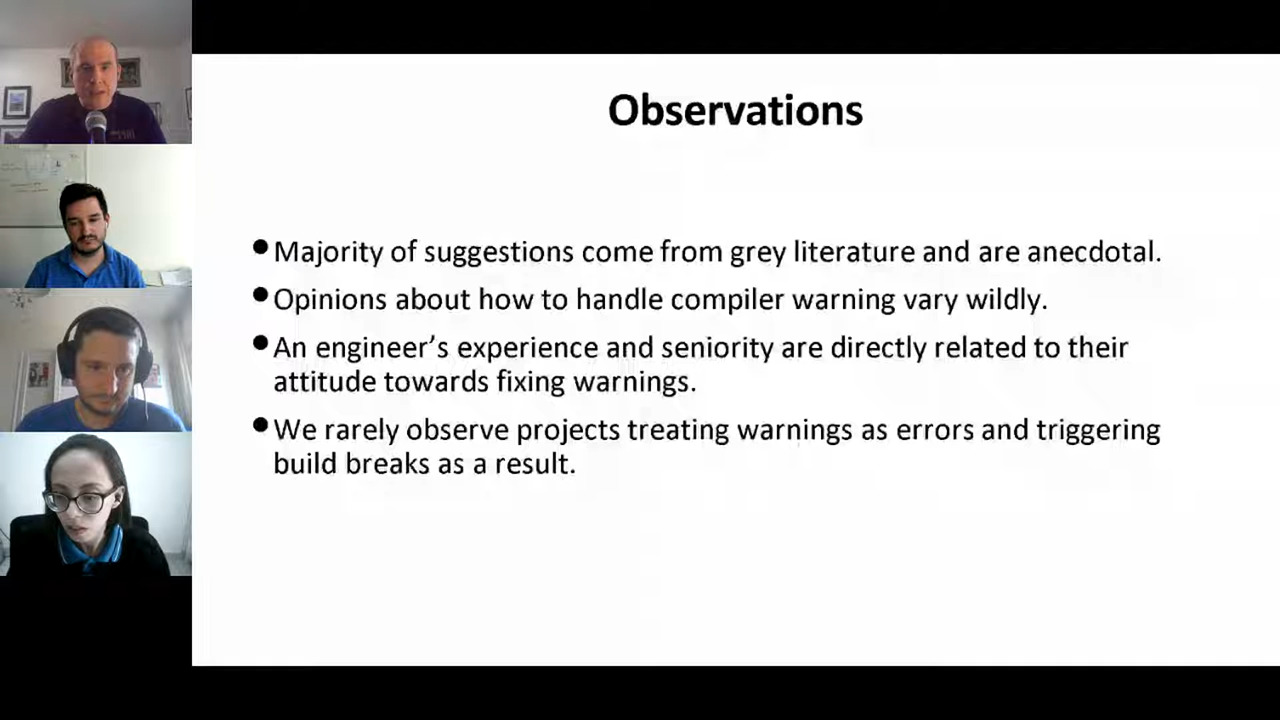 Observations
•Majority of suggestions come from grey literature and are anecdotal.
•Opinions about how to handle compiler warning vary wildly.
•An engineer’s experience and seniority are directly related to their
attitude towards fixing warnings.
•We rarely observe projects treating warnings as errors and triggering
build breaks as a result.